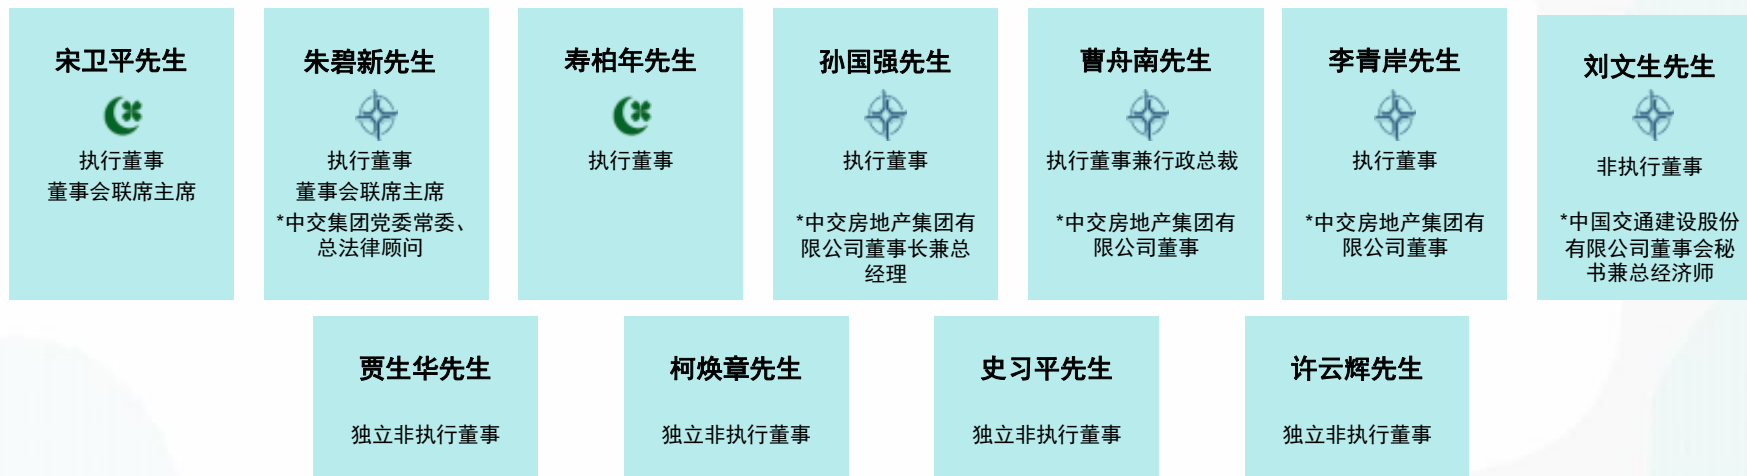 宋卫平先生
执行董事
董事会联席主席
朱碧新先生
执行董事
董事会联席主席
*中交集团党委常委、
总法律顾问
寿柏年先生
执行董事
孙国强先生
执行董事
*中交房地产集团有
限公司董事长兼总
经理
曹舟南先生
执行董事兼行政总裁
*中交房地产集团有
限公司董事
李青岸先生
执行董事
*中交房地产集团有
限公司董事
刘文生先生
非执行董事
*中国交通建设股份
有限公司董事会秘
书兼总经济师
贾生华先生
独立非执行董事
柯焕章先生
独立非执行董事
史习平先生
独立非执行董事
许云辉先生
独立非执行董事